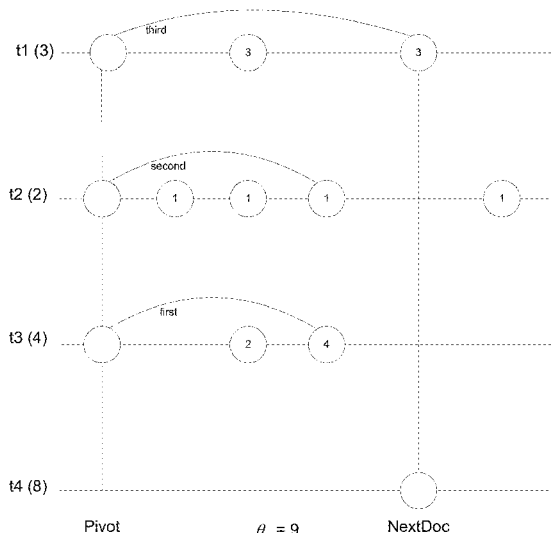 third
t1 (3)
3
3
second
t2 (2)
1
1
1
1
first
t3 (4)
2
4
t4 (8)
Pivot
θ = 9
NextDoc